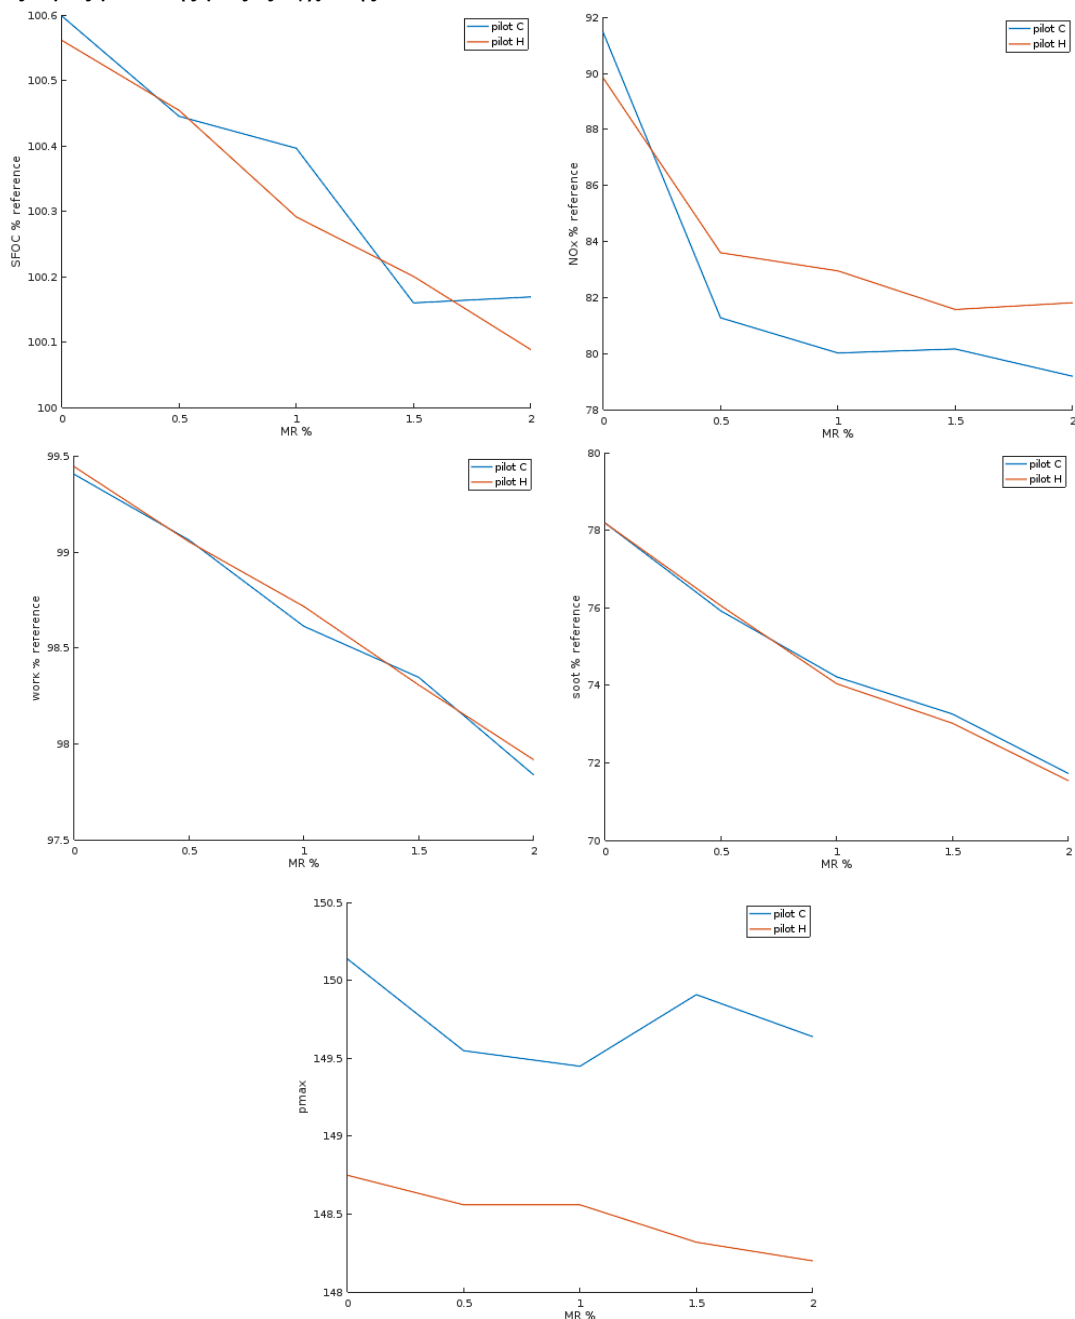 100.6
100.5
100.4
100.3
100.2
100.1
100
SFOC % reference
0 0.5 1 1.5 2
MR %
pilot C
pilot H
92
90
88
86
84
82
80
78
NOx % reference
0 0.5 1 1.5 2
MR %
pilot C
pilot H
99.5
99
98.5
98
97.5
work % rererence
0 0.5 1 1.5 2
MR %
pilot C
pilot H
80
78
76
74
72
70
soot % reference
0 0.5 1 1.5 2
MR %
pilot C
pilot H
150.5
150
149.5
149
148.5
148
pmax
0 0.5 1 1.5 2
MR %
pilot C
pilot H